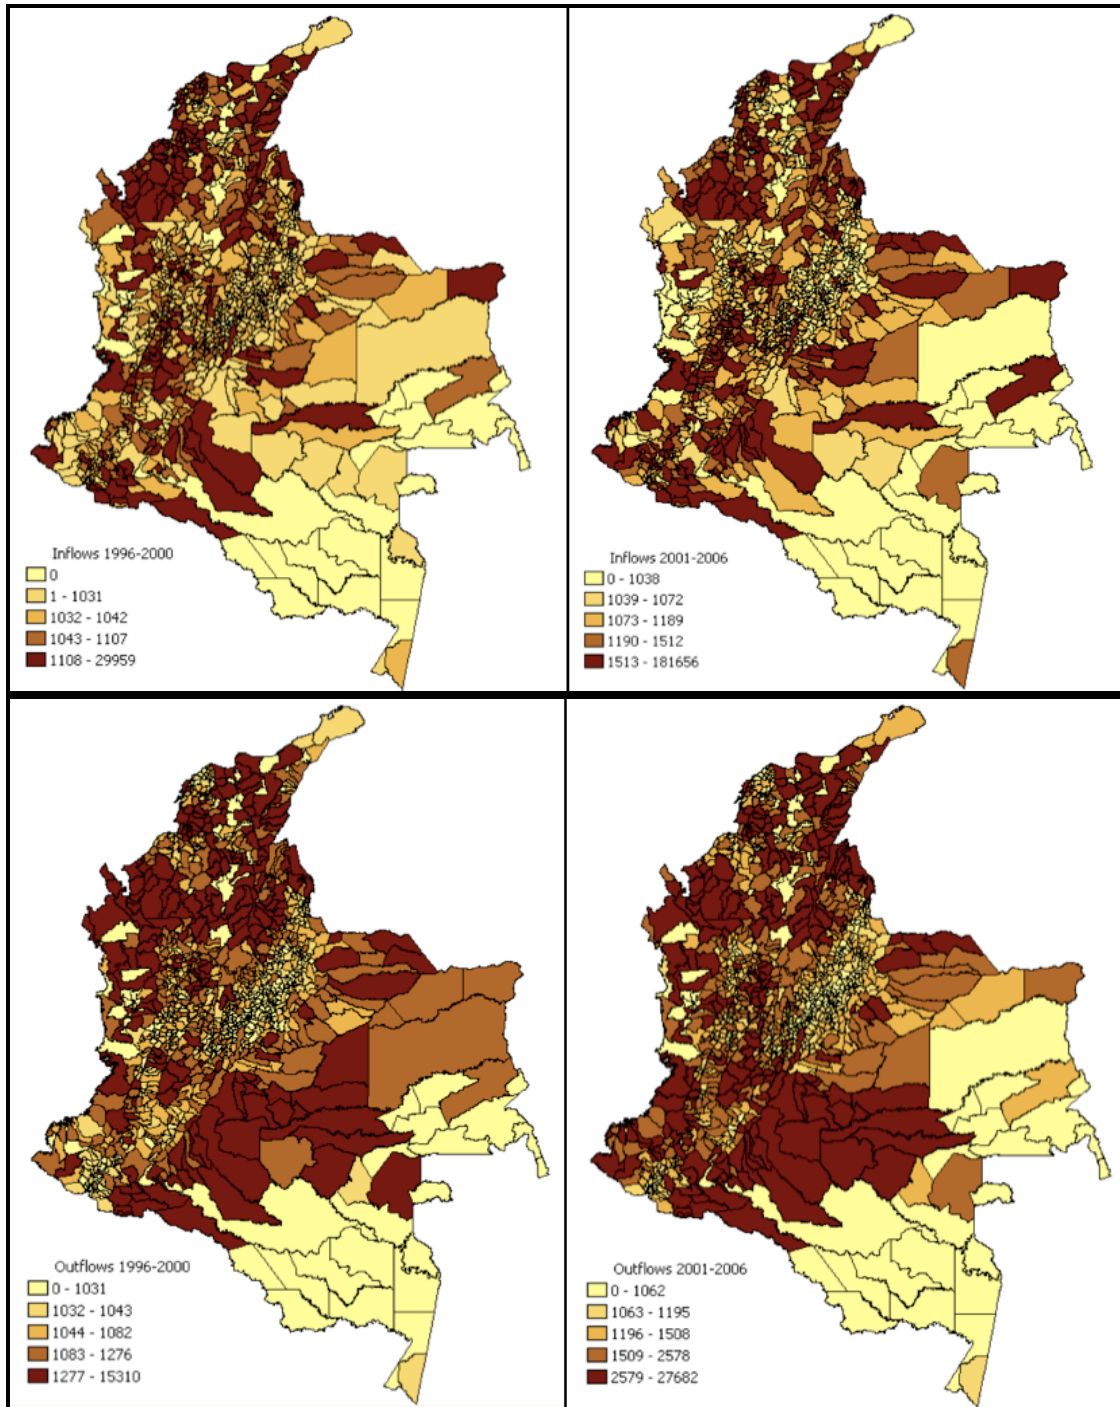 Inflows 1996-2000
0
1 - 1031
1032 - 1042
1043 - 1107
1108 - 29959
Inflows 2001-2006
0 - 1038
1039 - 1072
1073 - 1189
1190 - 1512
1513 - 181656
Outflows 1996-2000
0 - 1031
1032 - 1043
1044 - 1082
1083 - 1276
1277 - 15310
Outflows 2001-2006
0 - 1062
1063 - 1195
1196 - 1508
1509 - 2578
2579 - 27682